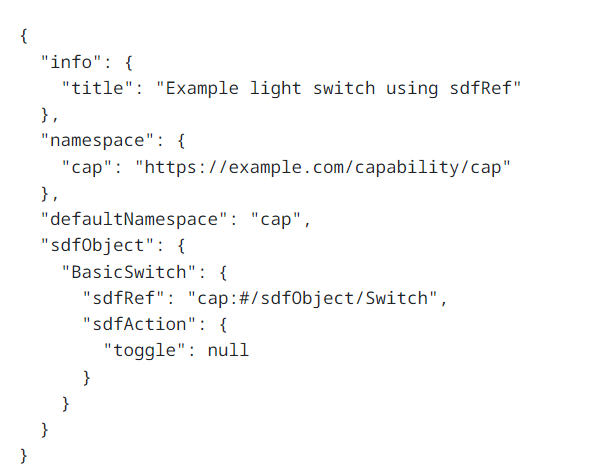 {
  "info": {
    "title": "Example light switch using sdfRef"
  },
  "namespace": {
    "cap": "https://example.com/capability/cap"
  },
  "defaultNamespace": "cap",
  "sdfObject": {
    "BasicSwitch": {
      "sdfRef": "cap:#/sdfObject/Switch",
      "sdfAction": {
        "toggle": null
      }
    }
  }
}